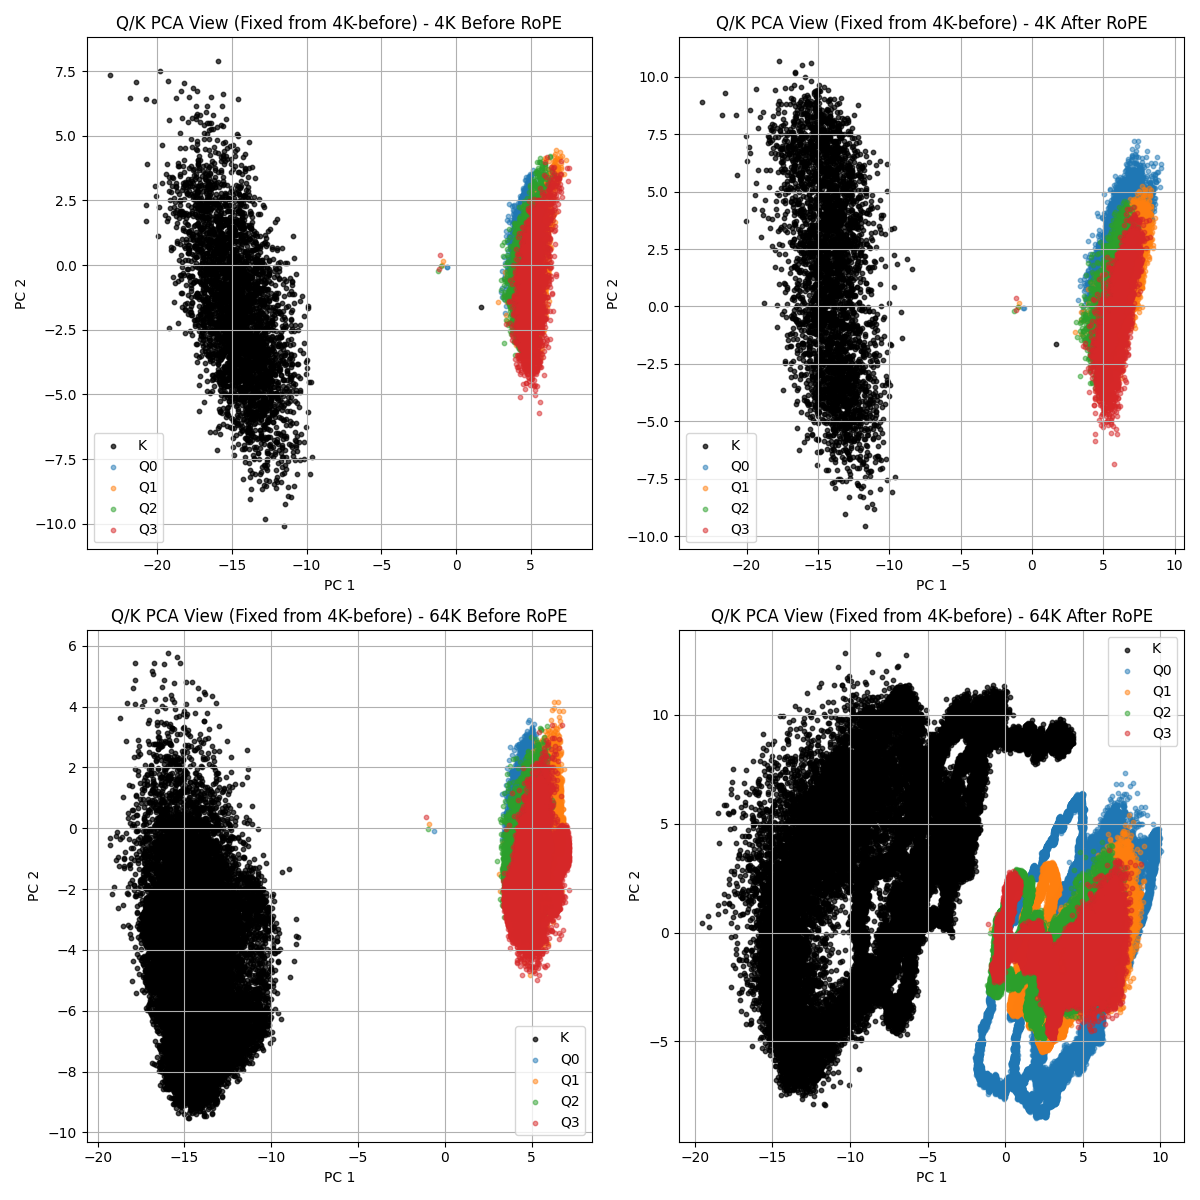 Q/K PCA View (Fixed from 4K-before) - 4K Before RoPE
7.5
5.0
2.5
0.0
−2.5
−5.0
−7.5
−10.0
PC 2
K
Q0
Q1
Q2
Q3
−20
−15
−10
−5
0
5
PC 1
Q/K PCA View (Fixed from 4K-before) - 4K After RoPE
10.0
7.5
5.0
2.5
0.0
−2.5
−5.0
−7.5
−10.0
PC 2
K
Q0
Q1
Q2
Q3
−20
−15
−10
−5
0
5
10
PC 1
Q/K PCA View (Fixed from 4K-before) - 64K Before RoPE
6
4
2
0
−2
−4
−6
−8
−10
PC 2
K
Q0
Q1
Q2
Q3
−20
−15
−10
−5
0
5
PC 1
Q/K PCA View (Fixed from 4K-before) - 64K After RoPE
K
Q0
Q1
Q2
Q3
10
5
0
−5
PC 2
−20
−15
−10
−5
0
5
10
PC 1